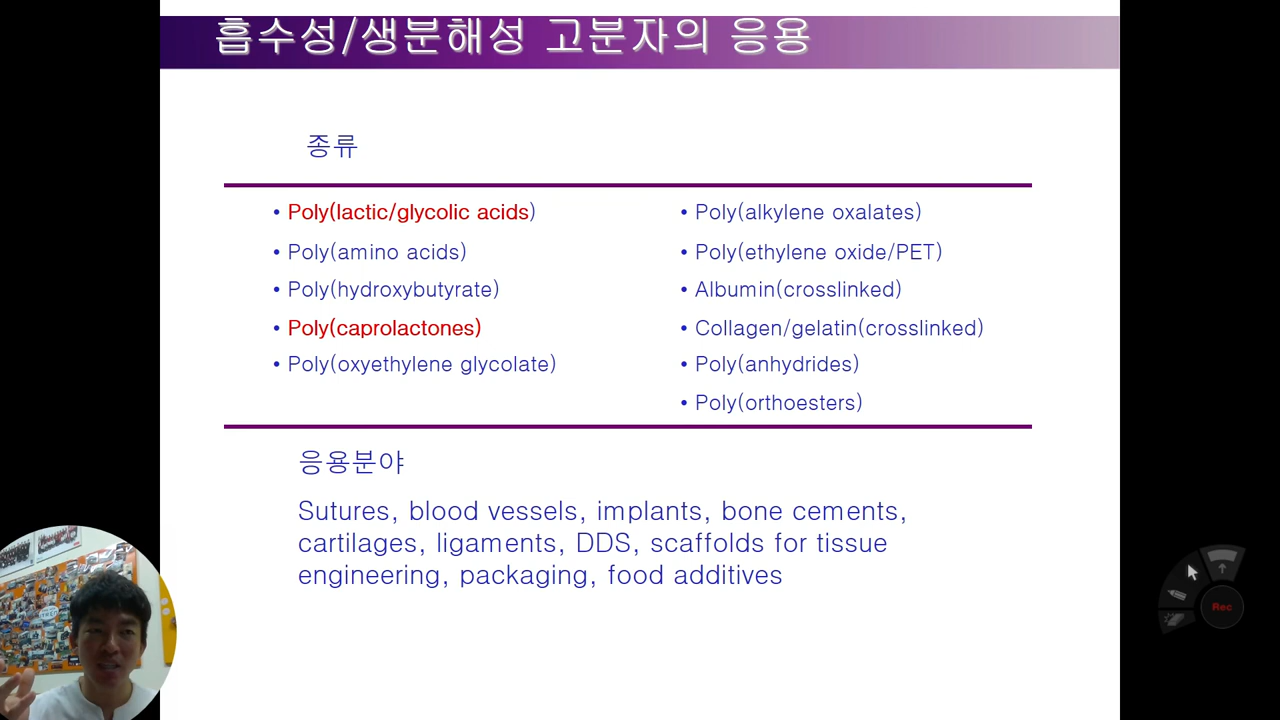 흡수성/생분해성 고분자의 응용
종류
• Poly(lactic/glycolic acids)
• Poly(amino acids)
• Poly(hydroxybutyrate)
• Poly(caprolactones)
• Poly(oxyethylene glycolate)
• Poly(alkylene oxalates)
• Poly(ethylene oxide/PET)
• Albumin(crosslinked)
• Collagen/gelatin(crosslinked)
• Poly(anhydrides)
• Poly(orthoesters)
응용분야
Sutures, blood vessels, implants, bone cements,
cartilages, ligaments, DDS, scaffolds for tissue
engineering, packaging, food additives
Rec